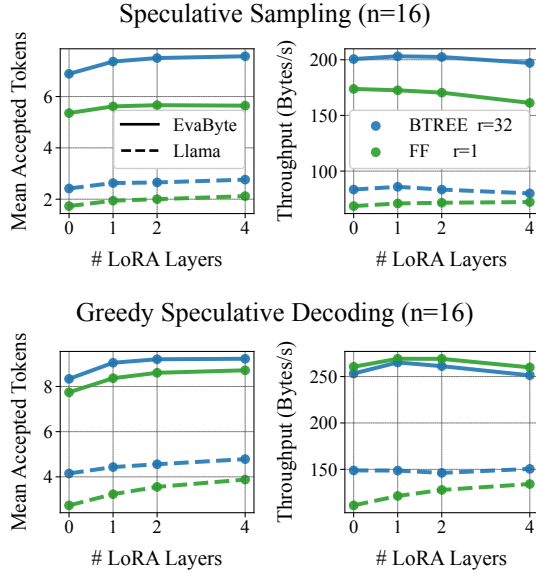 Speculative Sampling (n=16)
Mean Accepted Tokens
6
4
2
EvaByte
Llama
0 1 2 4
# LoRA Layers
Throughput (Bytes/s)
200
150
100
BTREE r=32
FF r=1
0 1 2 4
# LoRA Layers
Greedy Speculative Decoding (n=16)
Mean Accepted Tokens
8
4
0 1 2 4
# LoRA Layers
Throughput (Bytes/s)
250
150
0 1 2 4
# LoRA Layers